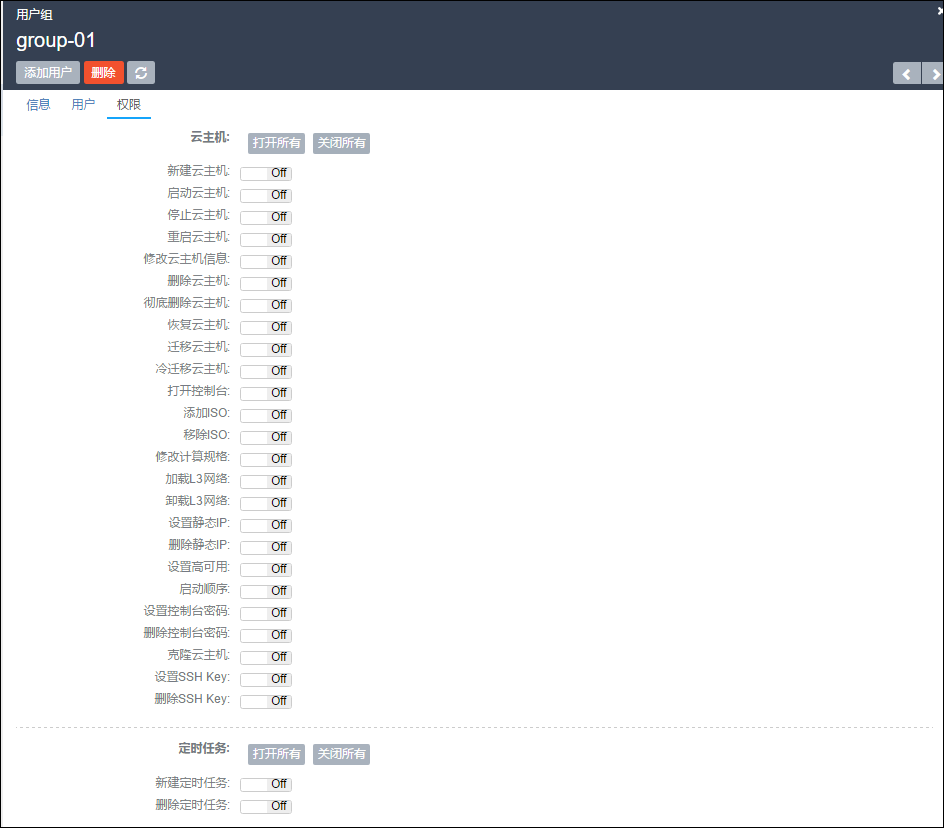 用户组
group-01
添加用户 删除
信息 用户 权限
云主机: 打开所有 关闭所有
新建云主机: Off
启动云主机: Off
停止云主机: Off
重启云主机: Off
修改云主机信息: Off
删除云主机: Off
彻底删除云主机: Off
恢复云主机: Off
迁移云主机: Off
冷迁移云主机: Off
打开控制台: Off
添加ISO: Off
移除ISO: Off
修改计算规格: Off
加载L3网络: Off
卸载L3网络: Off
设置静态IP: Off
删除静态IP: Off
设置高可用: Off
启动顺序: Off
设置控制台密码: Off
删除控制台密码: Off
克隆云主机: Off
设置SSH Key: Off
删除SSH Key: Off
定时任务: 打开所有 关闭所有
新建定时任务: Off
删除定时任务: Off